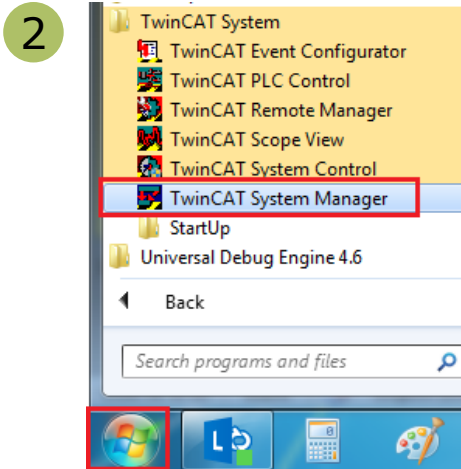 2
TwinCAT System
TwinCAT Event Configurator
TwinCAT PLC Control
TwinCAT Remote Manager
TwinCAT Scope View
TwinCAT System Control
TwinCAT System Manager
StartUp
Universal Debug Engine 4.6
Back
Search programs and files
L